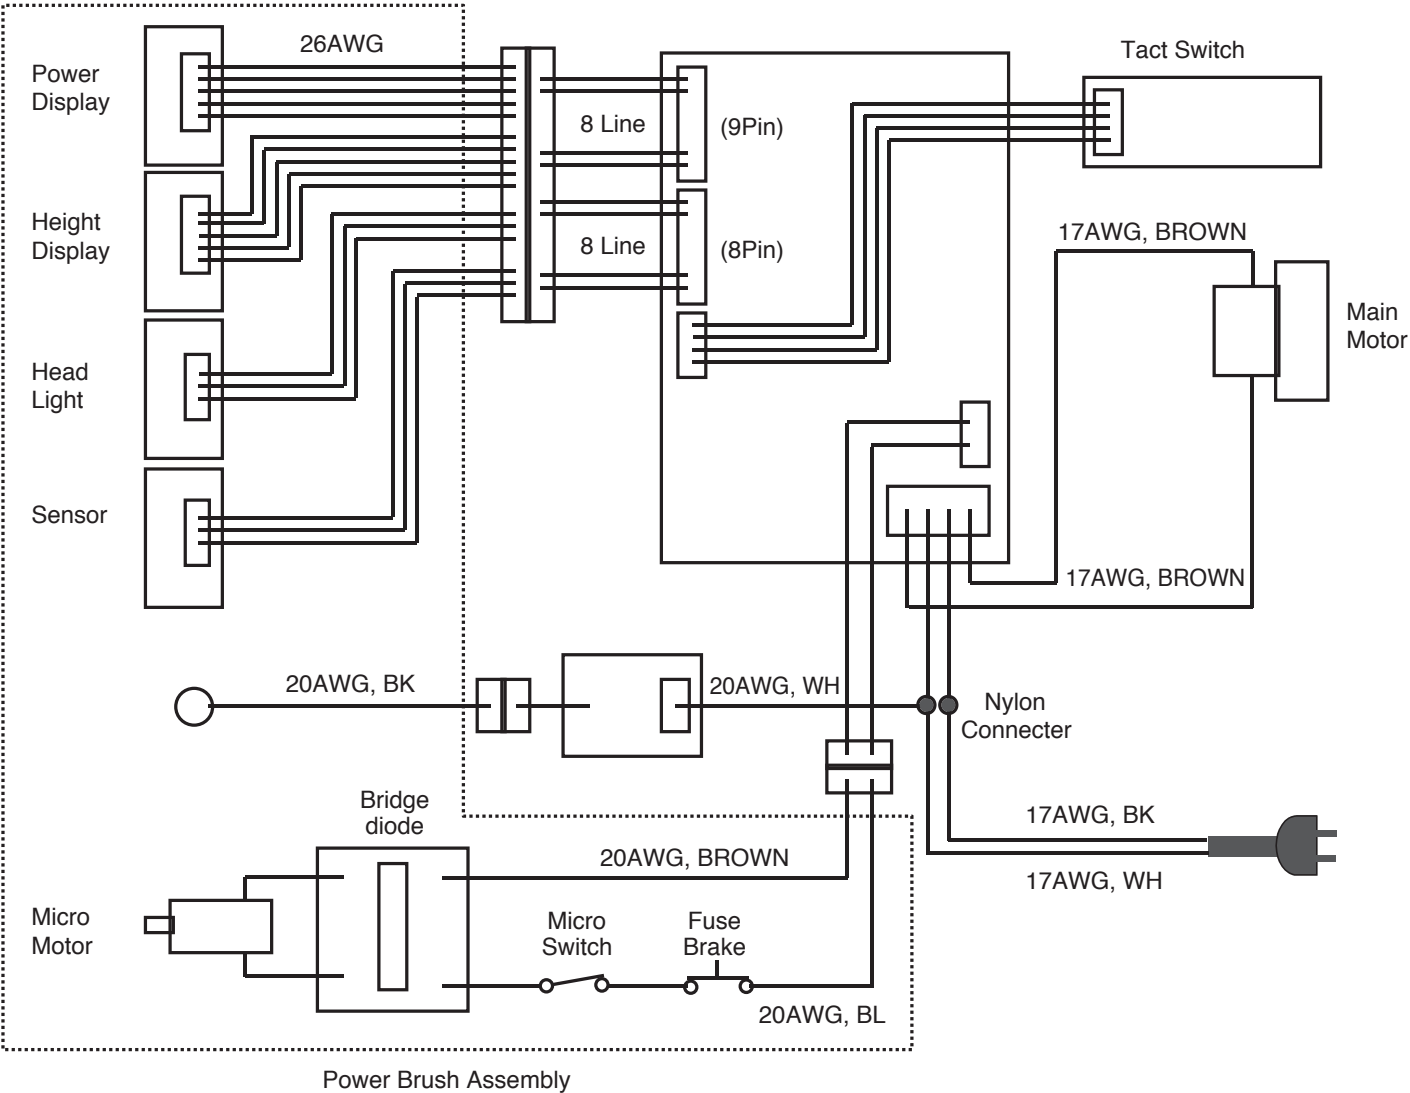 26AWG
Tact Switch
Power
Display
8 Line
(9Pin)
Height
Display
8 Line
(8Pin)
17AWG, BROWN
Main
Motor
Head
Light
Sensor
17AWG, BROWN
20AWG, BK
20AWG, WH
Nylon
Connecter
Bridge
diode
17AWG, BK
20AWG, BROWN
17AWG, WH
Micro
Motor
Micro
Switch
Fuse
Brake
20AWG, BL
Power Brush Assembly